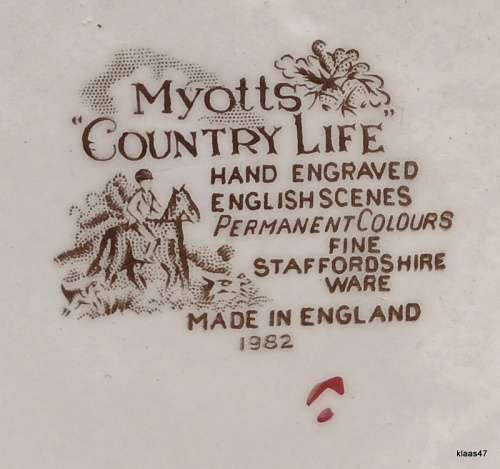 Myotts
"COUNTRY LIFE"
HAND ENGRAVED
ENGLISH SCENES
PERMANENT COLOURS
FINE
STAFFORDSHIRE
WARE
MADE IN ENGLAND
1982
klaas47